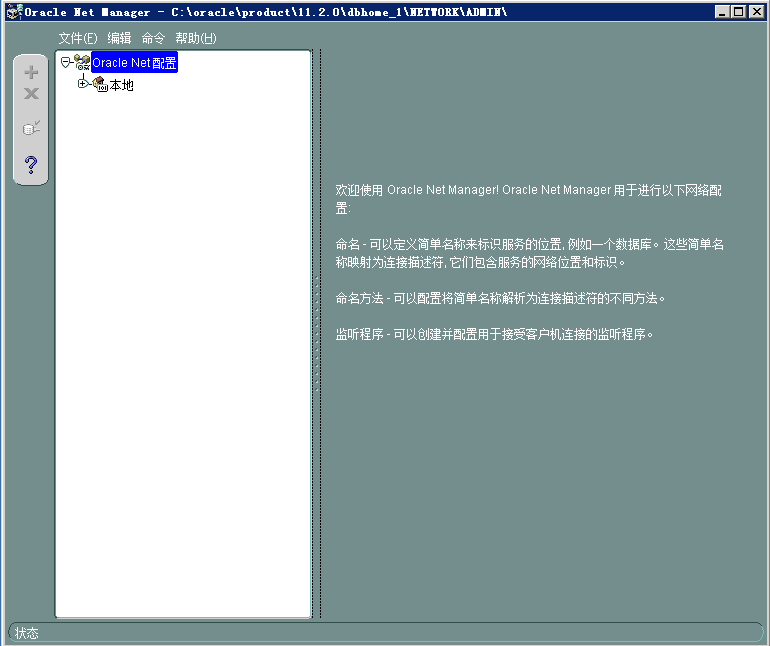 Oracle Net Manager - C:\oracle\product\11.2.0\dbhome_1\NETWORK\ADMIN\
文件(F) 编辑 命令 帮助(H)
Oracle Net 配置
本地
欢迎使用 Oracle Net Manager! Oracle Net Manager 用于进行以下网络配
置:
命名 - 可以定义简单名称来标识服务的位置, 例如一个数据库。这些简单名
称映射为连接描述符, 它们包含服务的网络位置和标识。
命名方法 - 可以配置将简单名称解析为连接描述符的不同方法。
监听程序 - 可以创建并配置用于接受客户机连接的监听程序。
状态